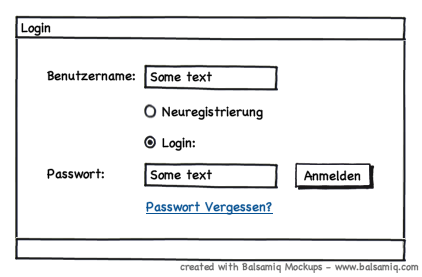 Login
Benutzername: Some text
Neuregistrierung
Login:
Passwort: Some text Anmelden
Passwort Vergessen?
created with Balsamiq Mockups - www.balsamiq.com